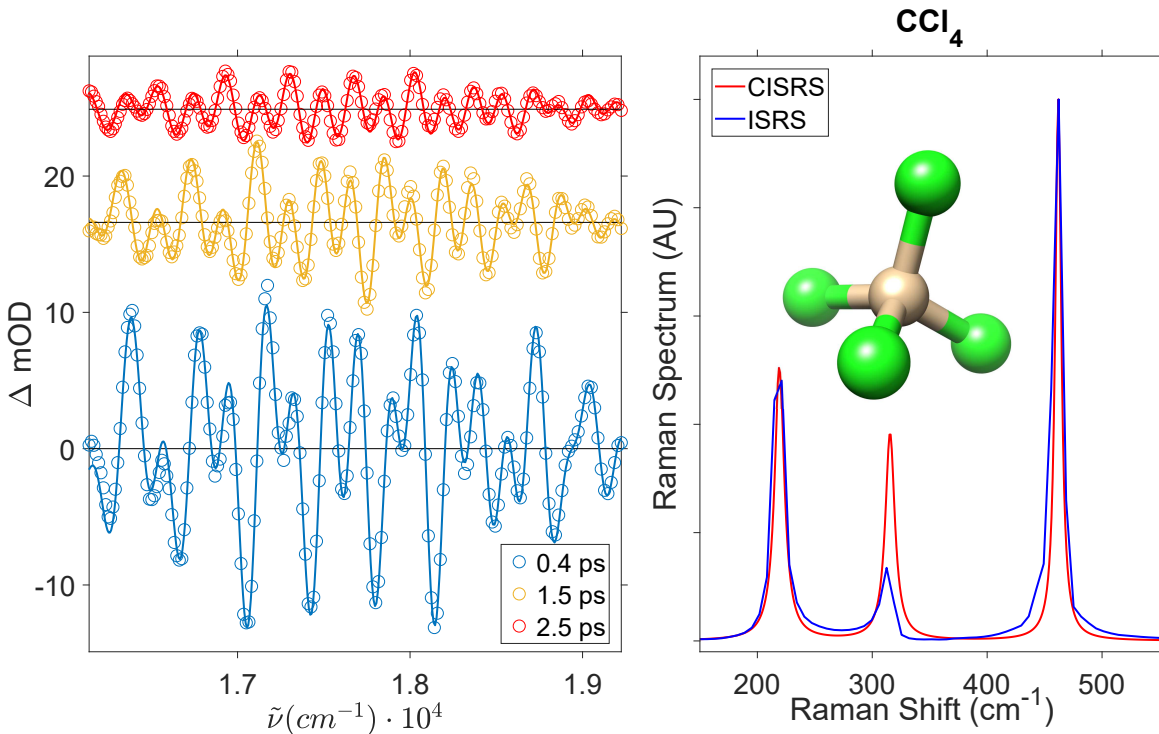 20
10
0
-10
Δ mOD
1.7
1.8
1.9
ν̃(cm⁻¹) · 10⁴
0.4 ps
1.5 ps
2.5 ps
CCl₄
CISRS
ISRS
Raman Spectrum (AU)
200
300
400
500
Raman Shift (cm⁻¹)